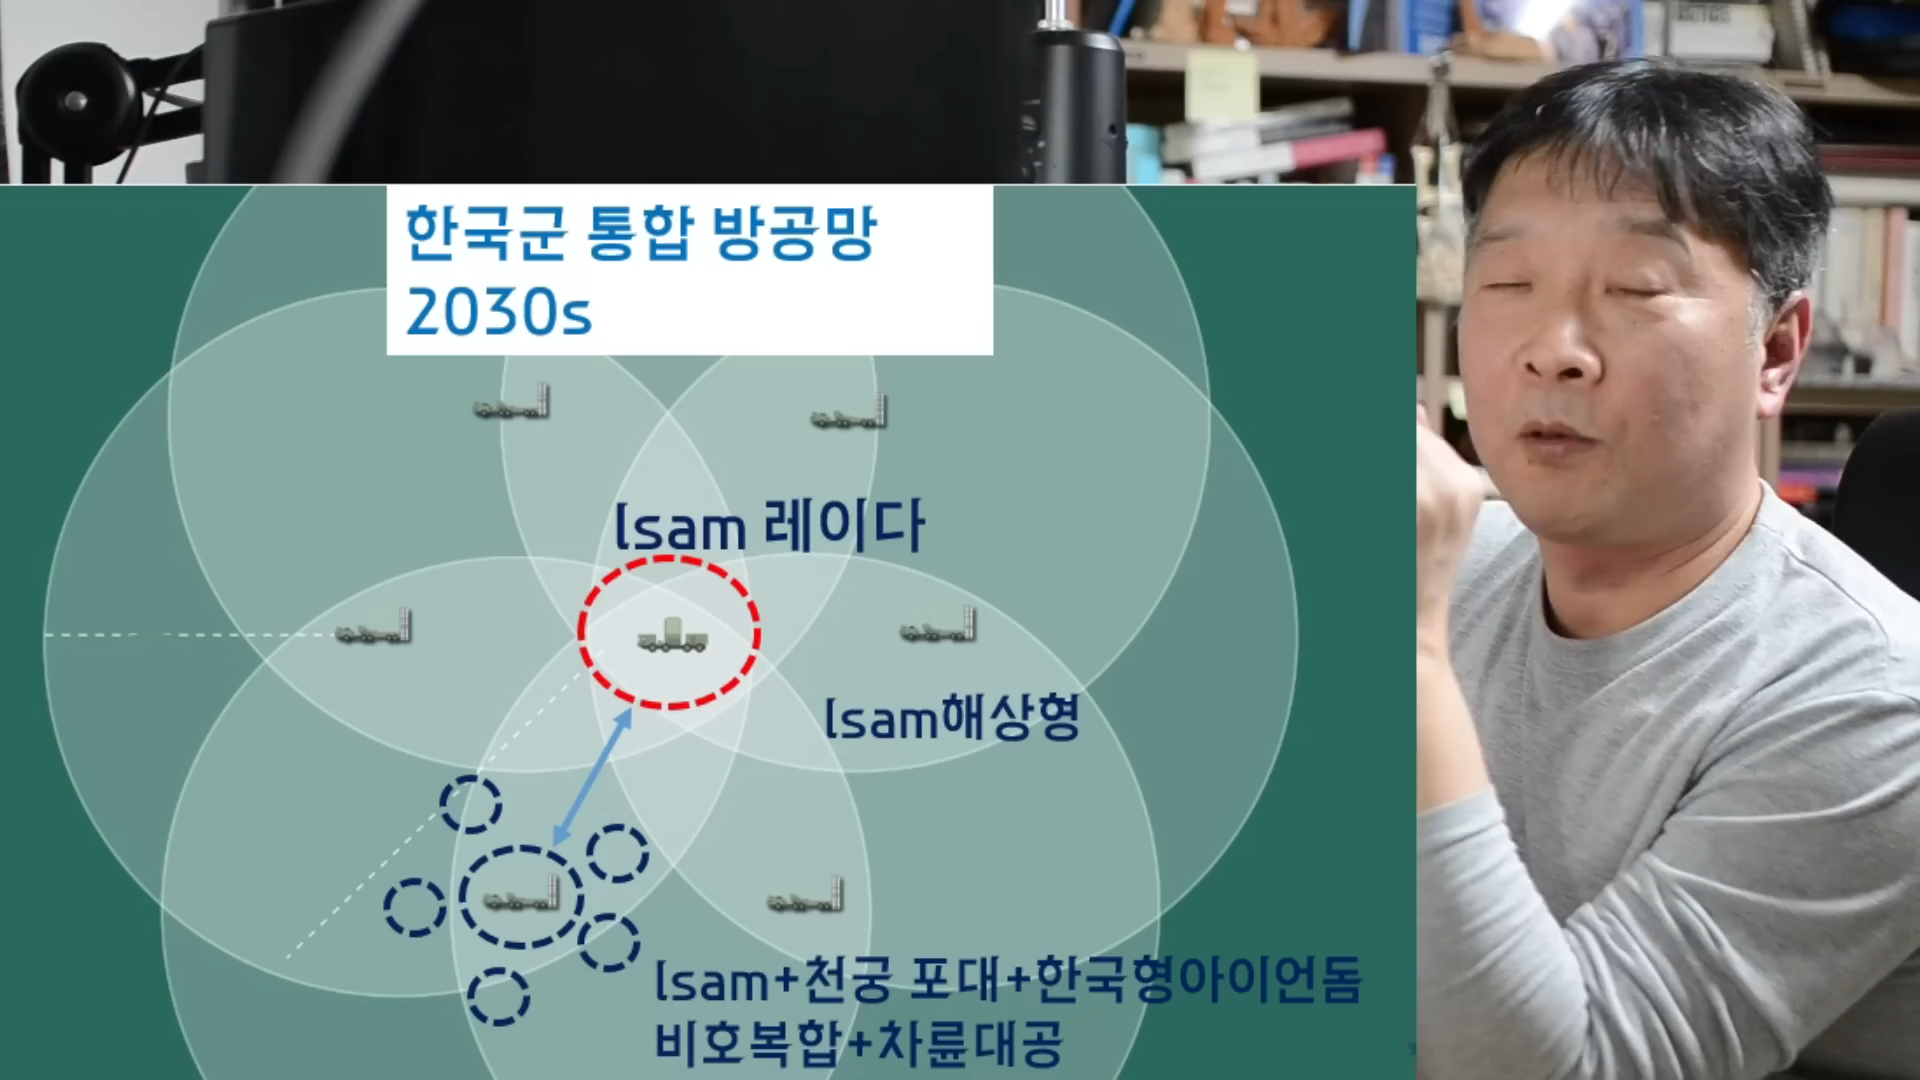 한국군 통합 방공망
2030s
lsam 레이다
lsam해상형
lsam+천궁 포대+한국형아이언돔
비호복합+차륜대공